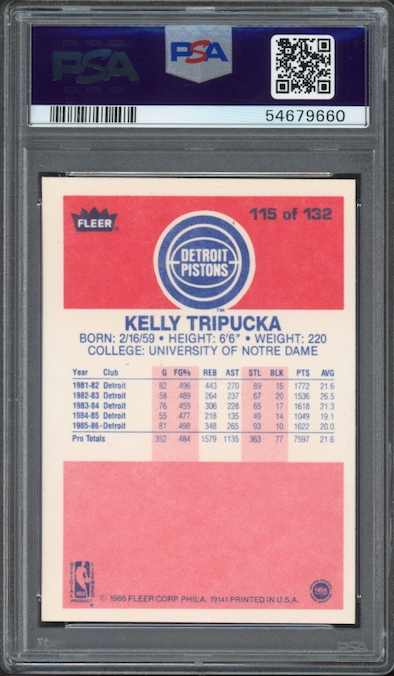 PSA
PSA
54679660
FLEER
115 of 132
DETROIT
PISTONS
TM
KELLY TRIPUCKA
BORN: 2/16/59 • HEIGHT: 6'6" • WEIGHT: 220
COLLEGE: UNIVERSITY OF NOTRE DAME
Year Club G FG% REB AST STL BLK PTS AVG
1981-82 Detroit 82 496 443 270 89 16 1772 21.6
1982-83 Detroit 58 489 264 237 67 20 1536 26.5
1983-84 Detroit 76 459 306 228 65 17 1618 21.3
1984-85 Detroit 55 477 218 135 49 14 1049 19.1
1985-86 Detroit 81 498 348 265 93 10 1622 20.0
Pro Totals 352 484 1579 1135 363 77 7597 21.6
NBA
© 1986 FLEER CORP. PHILA. 19141 PRINTED IN U.S.A.
PSA